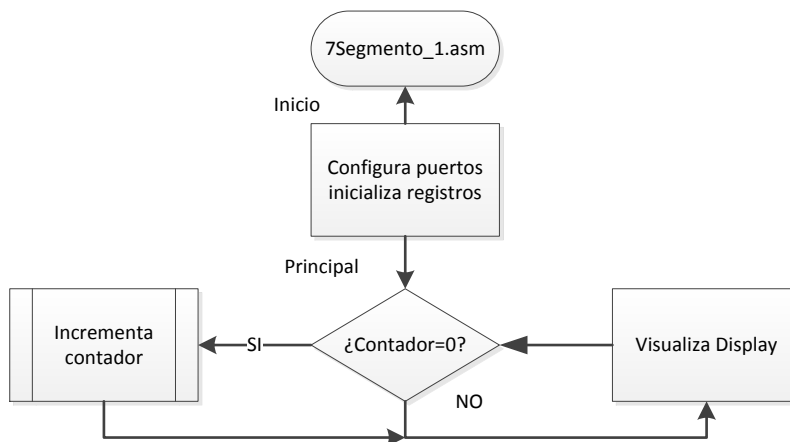 7Segmento_1.asm
Inicio
Configura puertos
inicializa registros
Principal
Incrementa
contador
SI
¿Contador=0?
Visualiza Display
NO